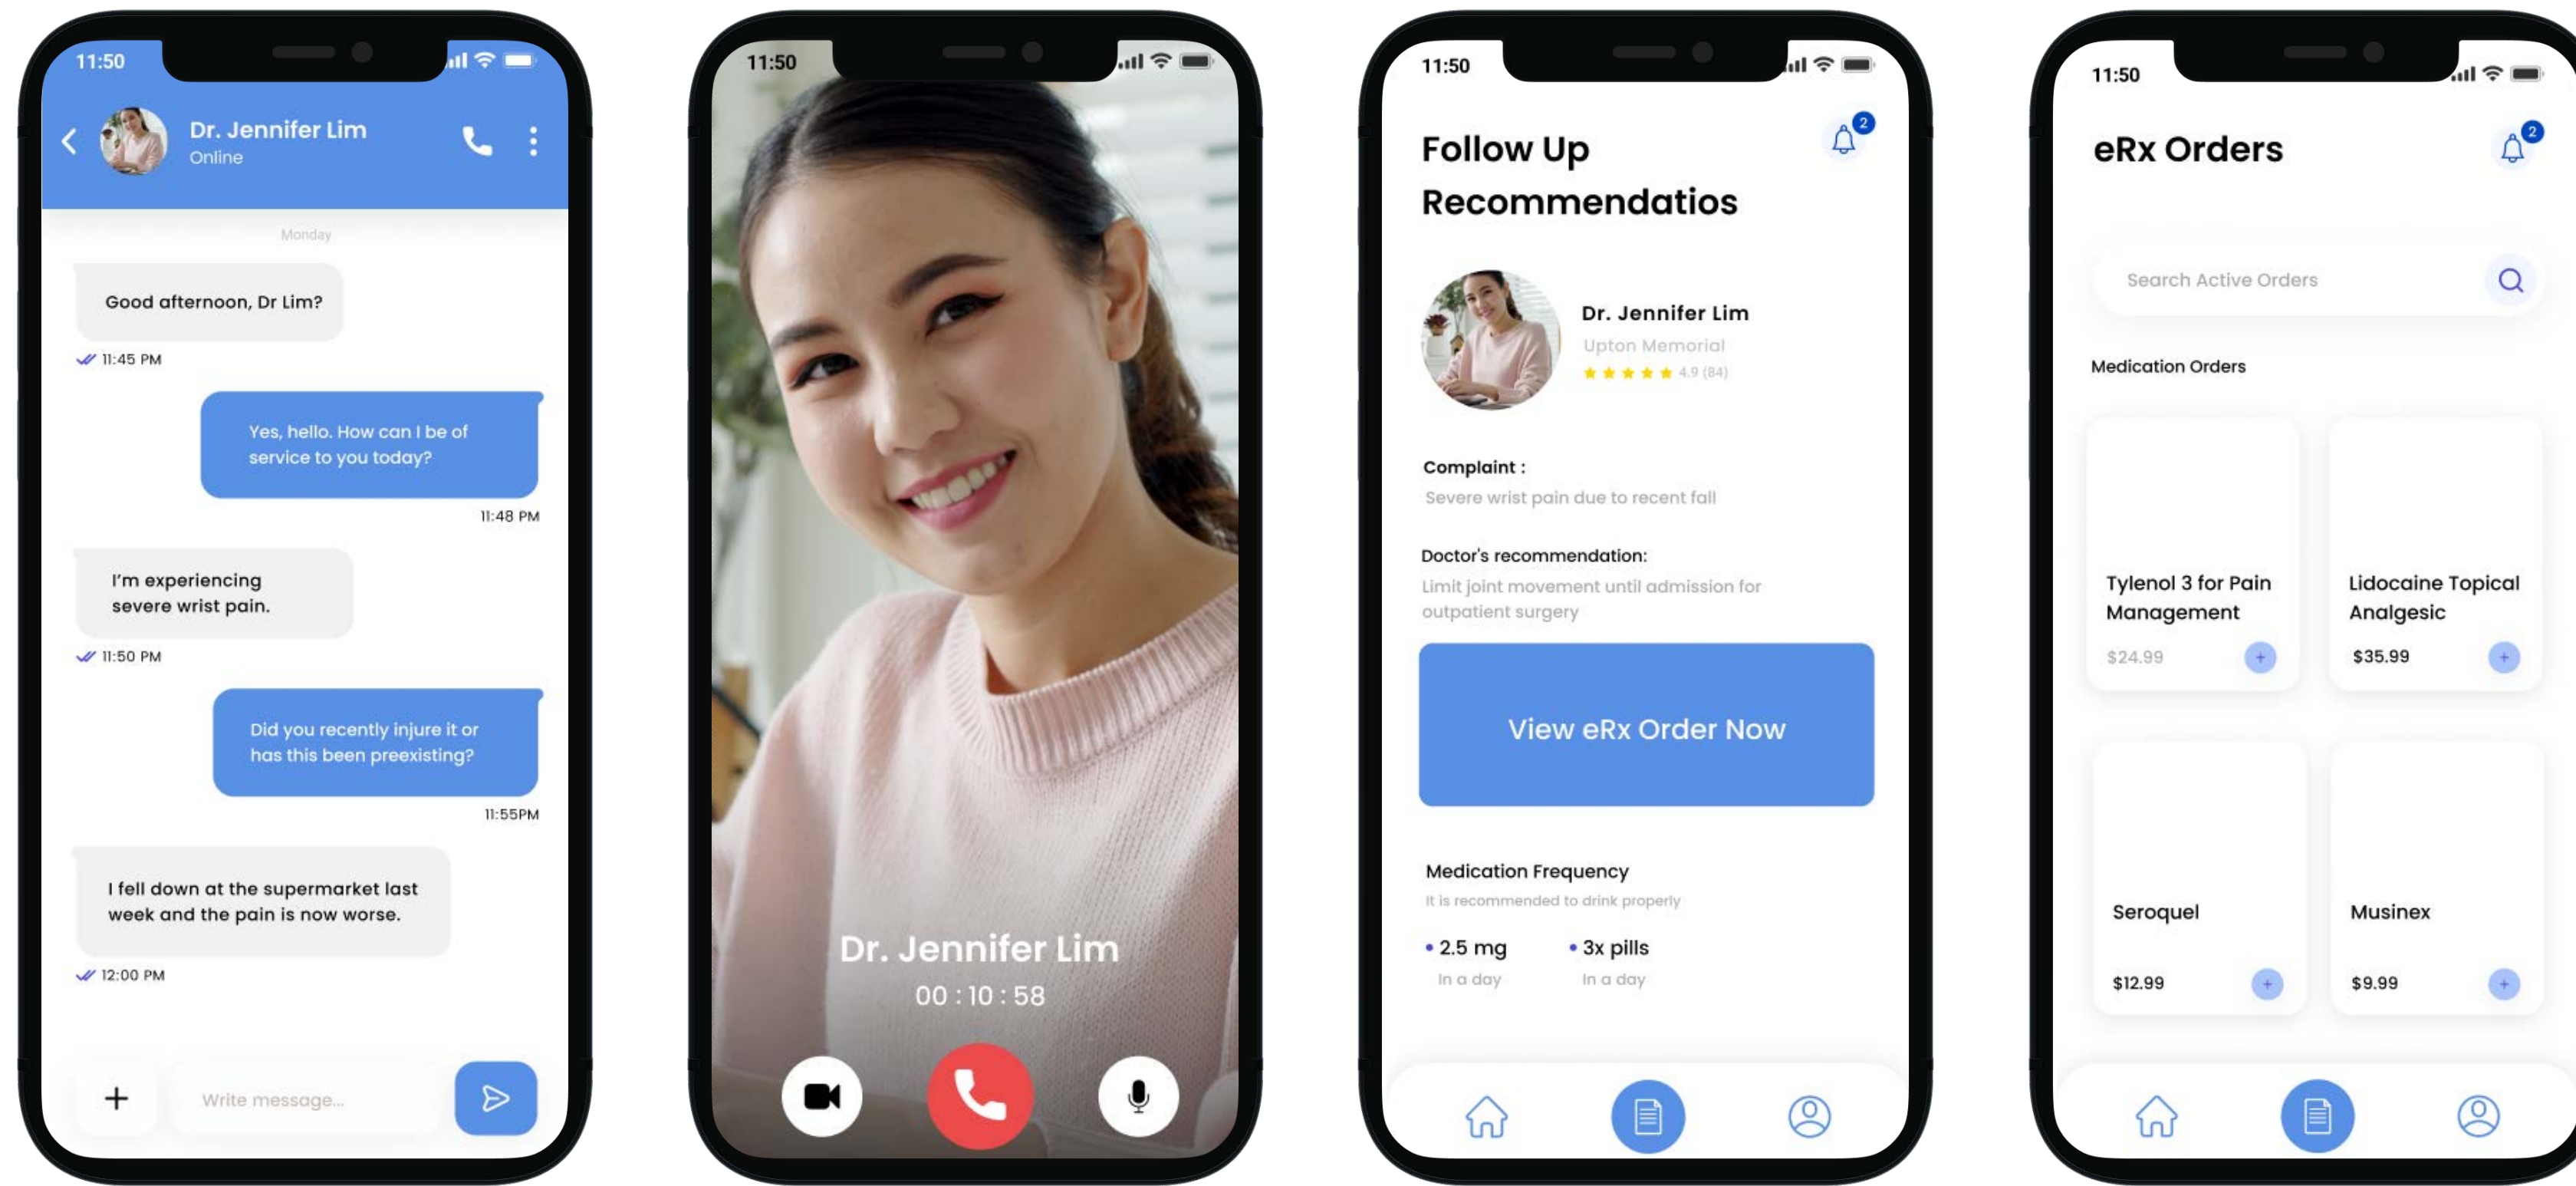 11:50
Dr. Jennifer Lim
Online
Monday
Good afternoon, Dr Lim?
11:45 PM
Yes, hello. How can I be of
service to you today?
11:48 PM
I'm experiencing
severe wrist pain.
11:50 PM
Did you recently injure it or
has this been preexisting?
11:55PM
I fell down at the supermarket last
week and the pain is now worse.
12:00 PM
Write message...
11:50
Dr. Jennifer Lim
00 : 10 : 58
11:50
2
Follow Up
Recommendatios
Dr. Jennifer Lim
Upton Memorial
4.9 (84)
Complaint :
Severe wrist pain due to recent fall
Doctor's recommendation:
Limit joint movement until admission for
outpatient surgery
View eRx Order Now
Medication Frequency
It is recommended to drink properly
• 2.5 mg
In a day
• 3x pills
In a day
11:50
2
eRx Orders
Search Active Orders
Medication Orders
Tylenol 3 for Pain
Management
$24.99
Lidocaine Topical
Analgesic
$35.99
Seroquel
$12.99
Musinex
$9.99